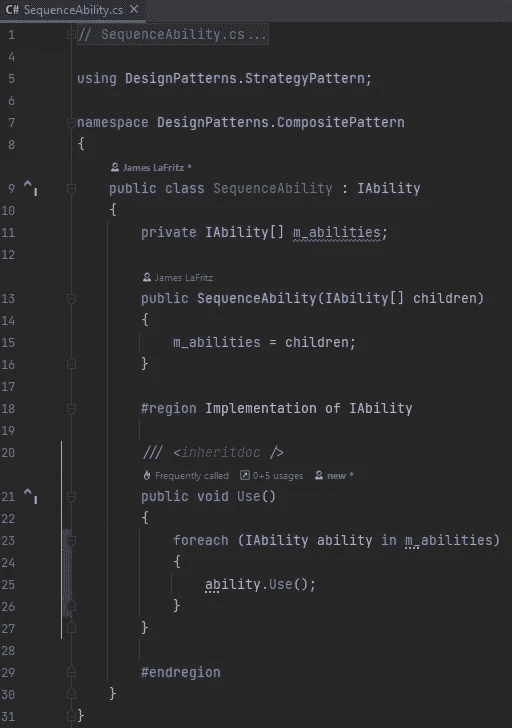 C# SequenceAbility.cs ×
1 // SequenceAbility.cs...
4
5 using DesignPatterns.StrategyPattern;
6
7 namespace DesignPatterns.CompositePattern
8 {
James LaFritz *
9 public class SequenceAbility : IAbility
10 {
11 private IAbility[] m_abilities;
12
James LaFritz
13 public SequenceAbility(IAbility[] children)
14 {
15 m_abilities = children;
16 }
17
18 #region Implementation of IAbility
19
20 /// <inheritdoc />
Frequently called 0+5 usages new *
21 public void Use()
22 {
23 foreach (IAbility ability in m_abilities)
24 {
25 ability.Use();
26 }
27 }
28
29 #endregion
30 }
31 }